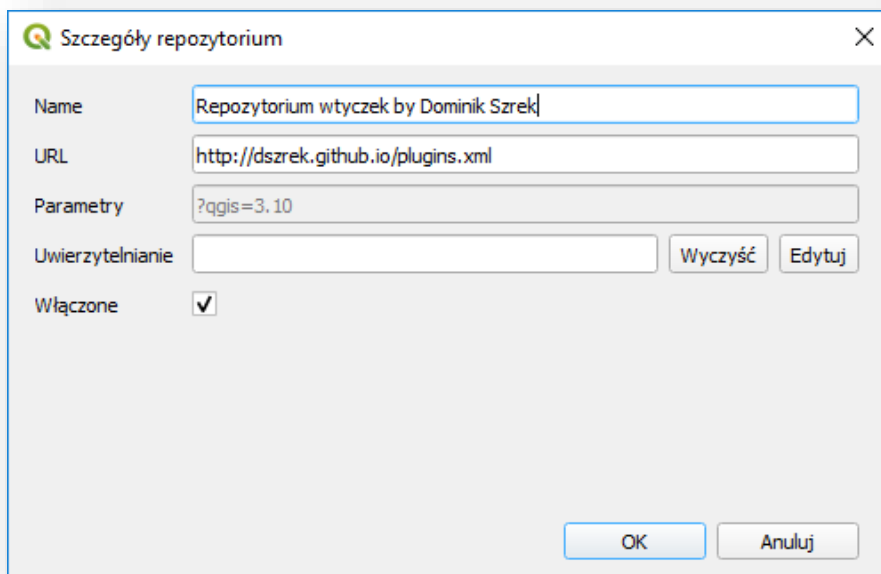 Szczegóły repozytorium
Name Repozytorium wtyczek by Dominik Szrek
URL http://dszrek.github.io/plugins.xml
Parametry ?qgis=3.10
Uwierzytelnianie Wyczyść Edytuj
Włączone
OK Anuluj